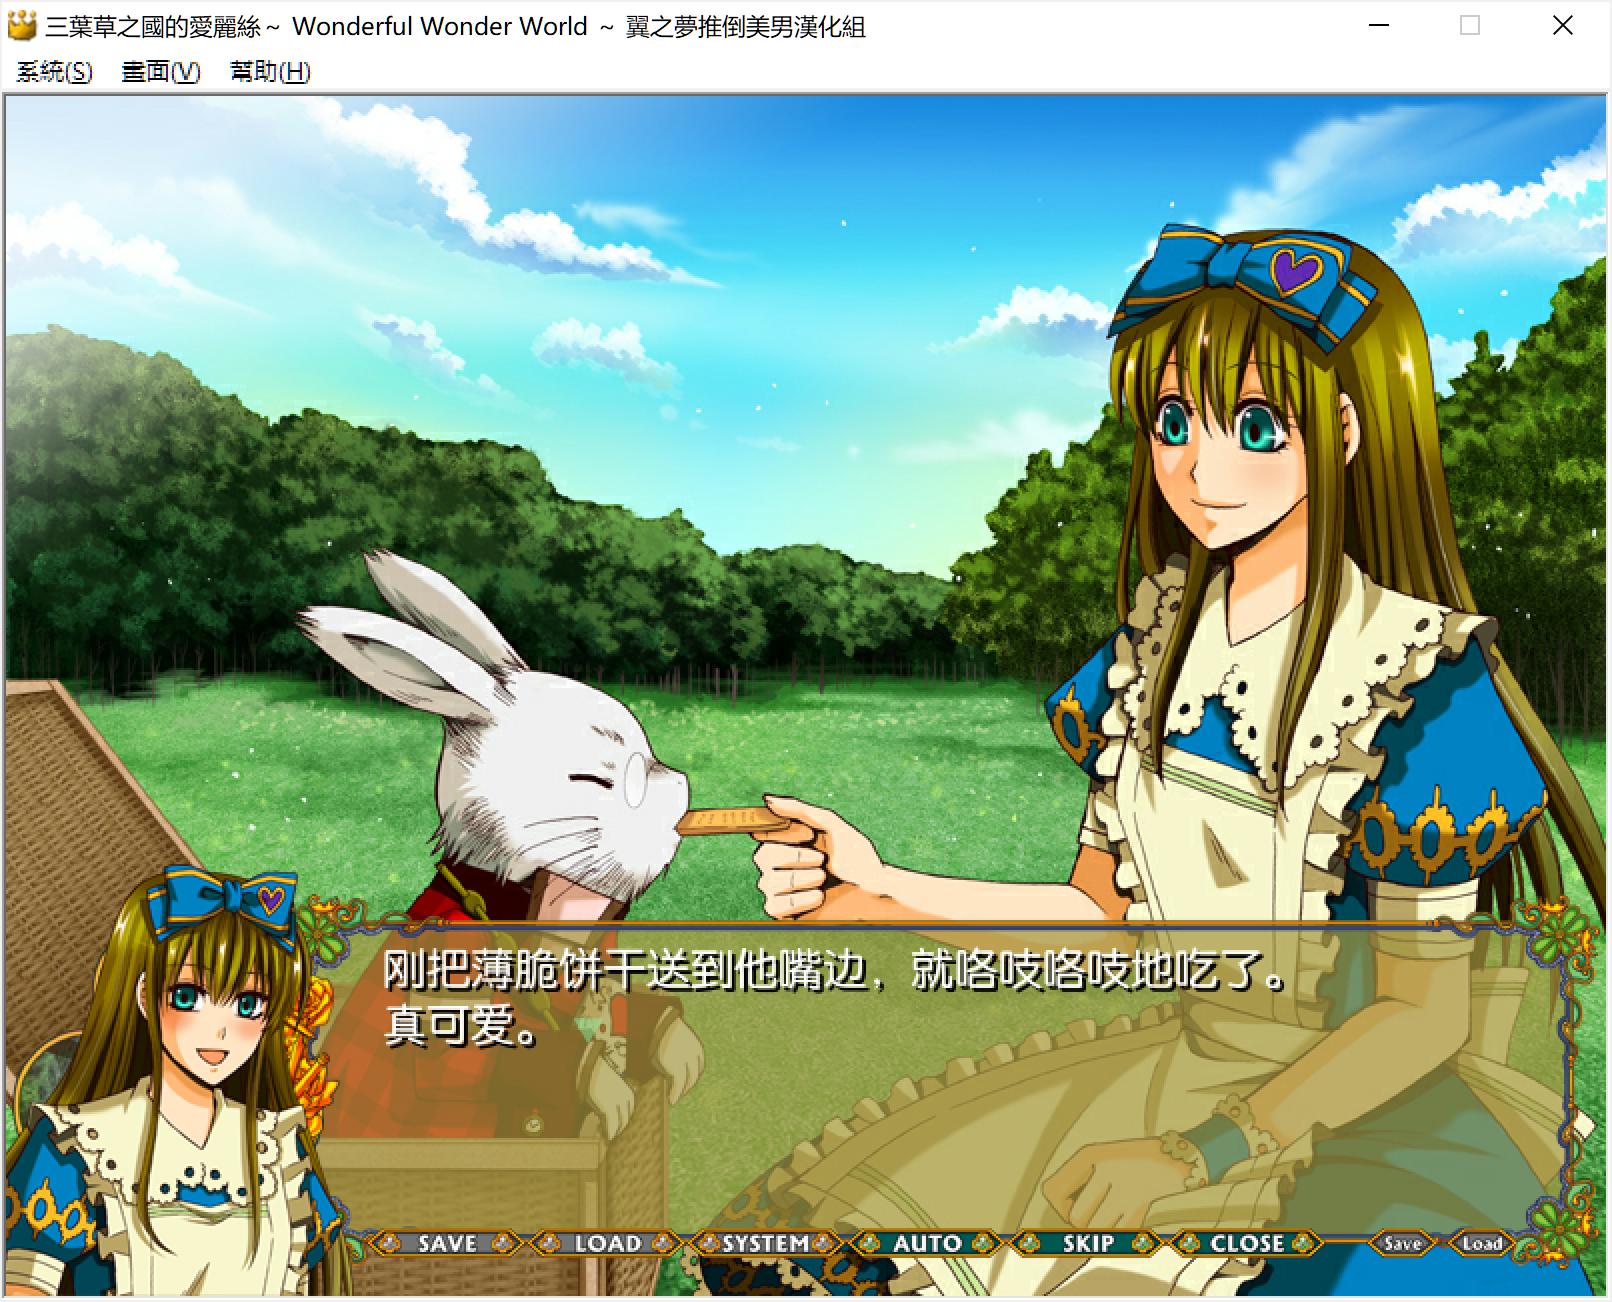 三葉草之國的愛麗絲～ Wonderful Wonder World ～ 翼之夢推倒美男漢化組
系統(S) 畫面(V) 幫助(H)
刚把薄脆饼干送到他嘴边，就咯吱咯吱地吃了。
真可爱。
SAVE LOAD SYSTEM AUTO SKIP CLOSE Save Load